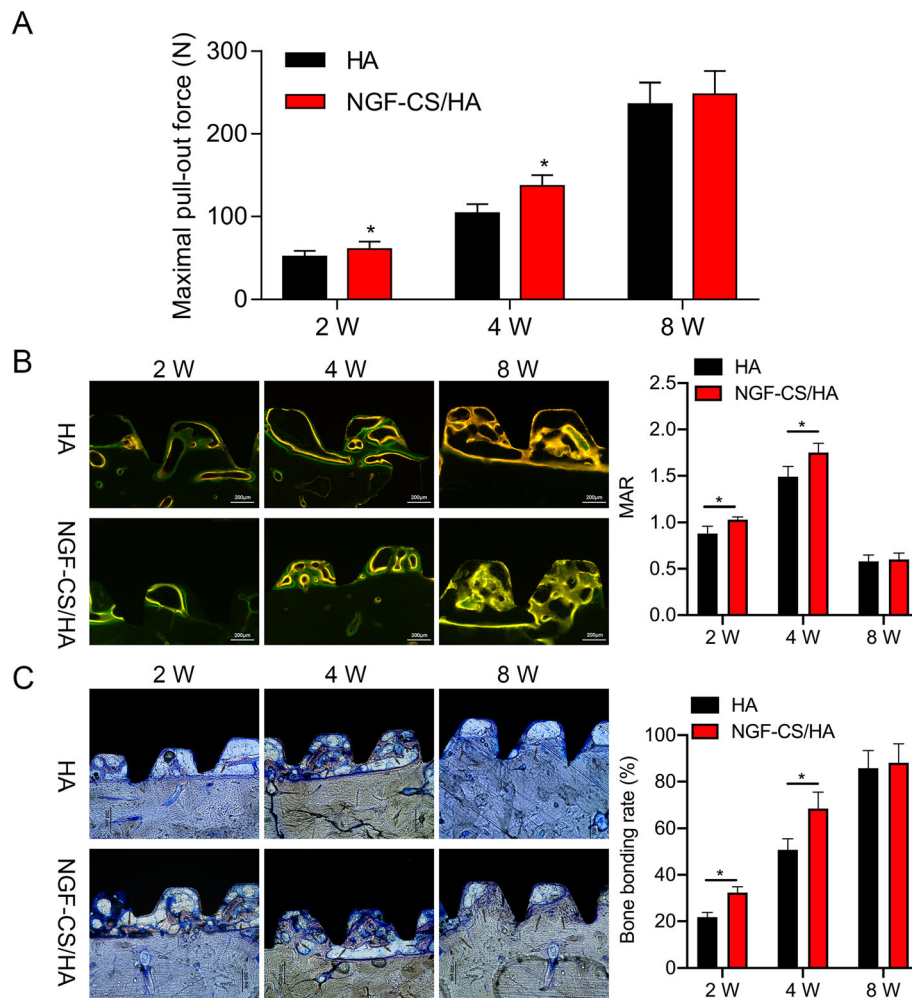 A
Maximal pull-out force (N)
300
200
100
0
HA
NGF-CS/HA
*
*
2 W
4 W
8 W
B
2 W
4 W
8 W
HA
200μm
200μm
200μm
NGF-CS/HA
200μm
200μm
200μm
HA
NGF-CS/HA
MAR
2.5
2.0
1.5
1.0
0.5
0.0
*
*
2 W
4 W
8 W
C
2 W
4 W
8 W
HA
NGF-CS/HA
HA
NGF-CS/HA
Bone bonding rate (%)
100
80
60
40
20
0
*
*
2 W
4 W
8 W